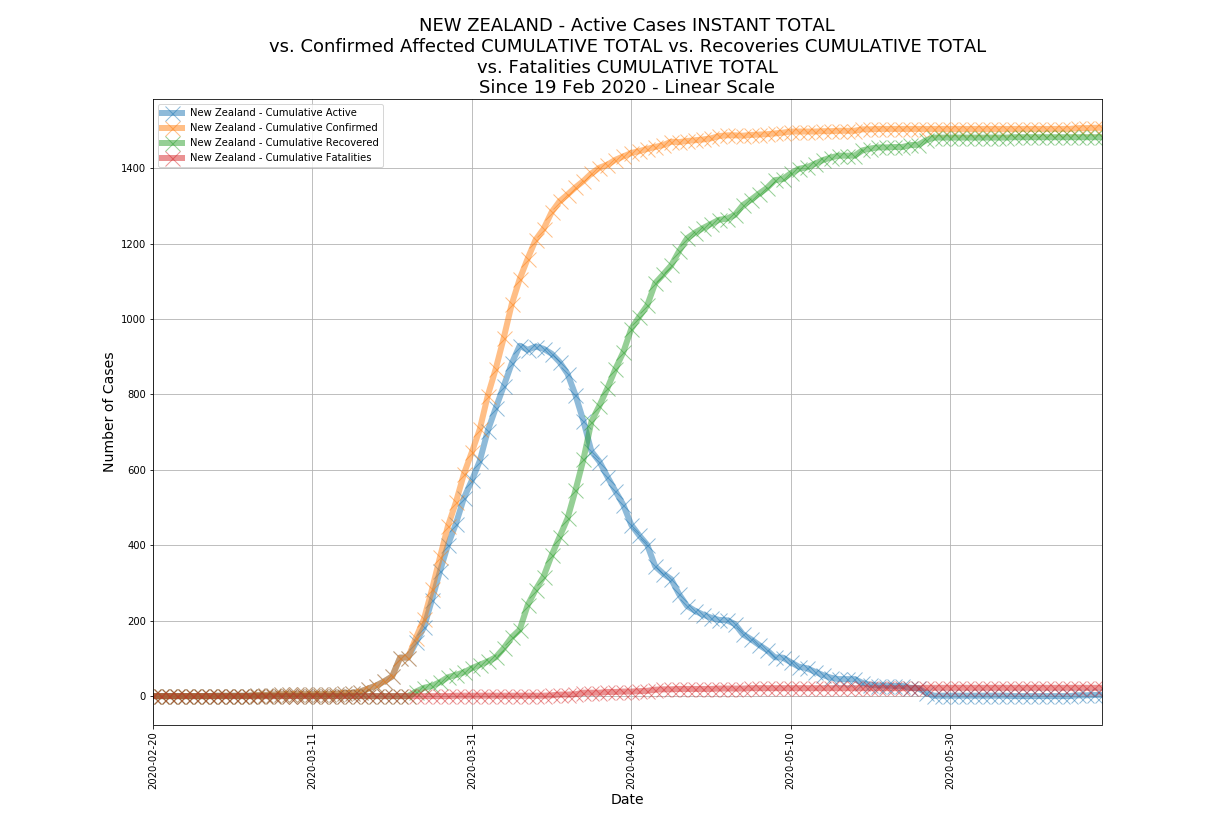 NEW ZEALAND - Active Cases INSTANT TOTAL
vs. Confirmed Affected CUMULATIVE TOTAL vs. Recoveries CUMULATIVE TOTAL
vs. Fatalities CUMULATIVE TOTAL
Since 19 Feb 2020 - Linear Scale
New Zealand - Cumulative Active
New Zealand - Cumulative Confirmed
New Zealand - Cumulative Recovered
New Zealand - Cumulative Fatalities
Number of Cases
1400
1200
1000
800
600
400
200
0
2020-02-20
2020-03-11
2020-03-31
2020-04-20
2020-05-10
2020-05-30
Date